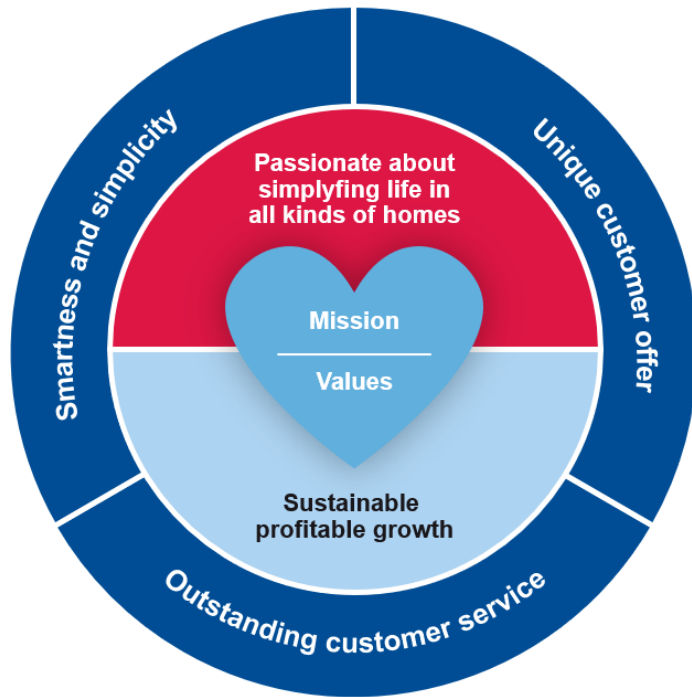 Smartness and simplicity
Unique customer offer
Passionate about
simplyfing life in
all kinds of homes
Mission
Values
Sustainable
profitable growth
Outstanding customer service